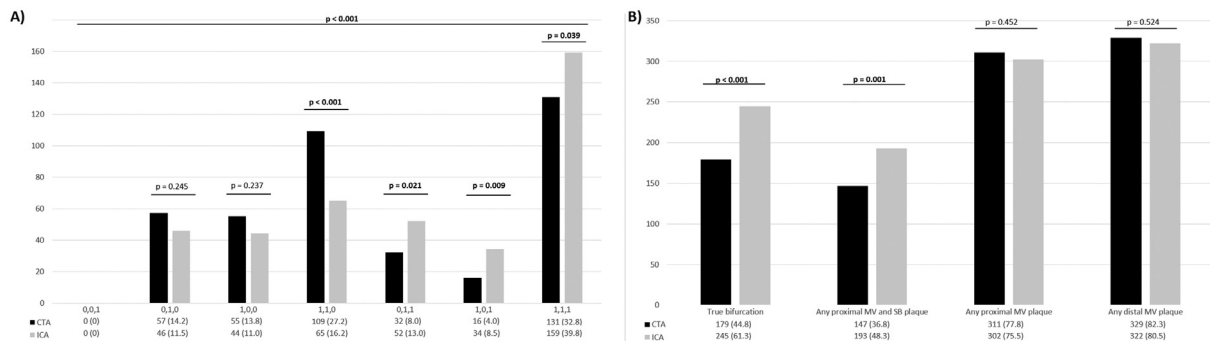 A)
p < 0.001
p = 0.039
160
140
p < 0.001
120
100
80
p = 0.245
p = 0.237
p = 0.021
p = 0.009
60
40
20
0
0,0,1 0,1,0 1,0,0 1,1,0 0,1,1 1,0,1 1,1,1
CTA 0 (0) 57 (14.2) 55 (13.8) 109 (27.2) 32 (8.0) 16 (4.0) 131 (32.8)
ICA 0 (0) 46 (11.5) 44 (11.0) 65 (16.2) 52 (13.0) 34 (8.5) 159 (39.8)
B)
350
p = 0.452
p = 0.524
300
p < 0.001
p = 0.001
250
200
150
100
50
0
True bifurcation Any proximal MV and SB plaque Any proximal MV plaque Any distal MV plaque
CTA 179 (44.8) 147 (36.8) 311 (77.8) 329 (82.3)
ICA 245 (61.3) 193 (48.3) 302 (75.5) 322 (80.5)